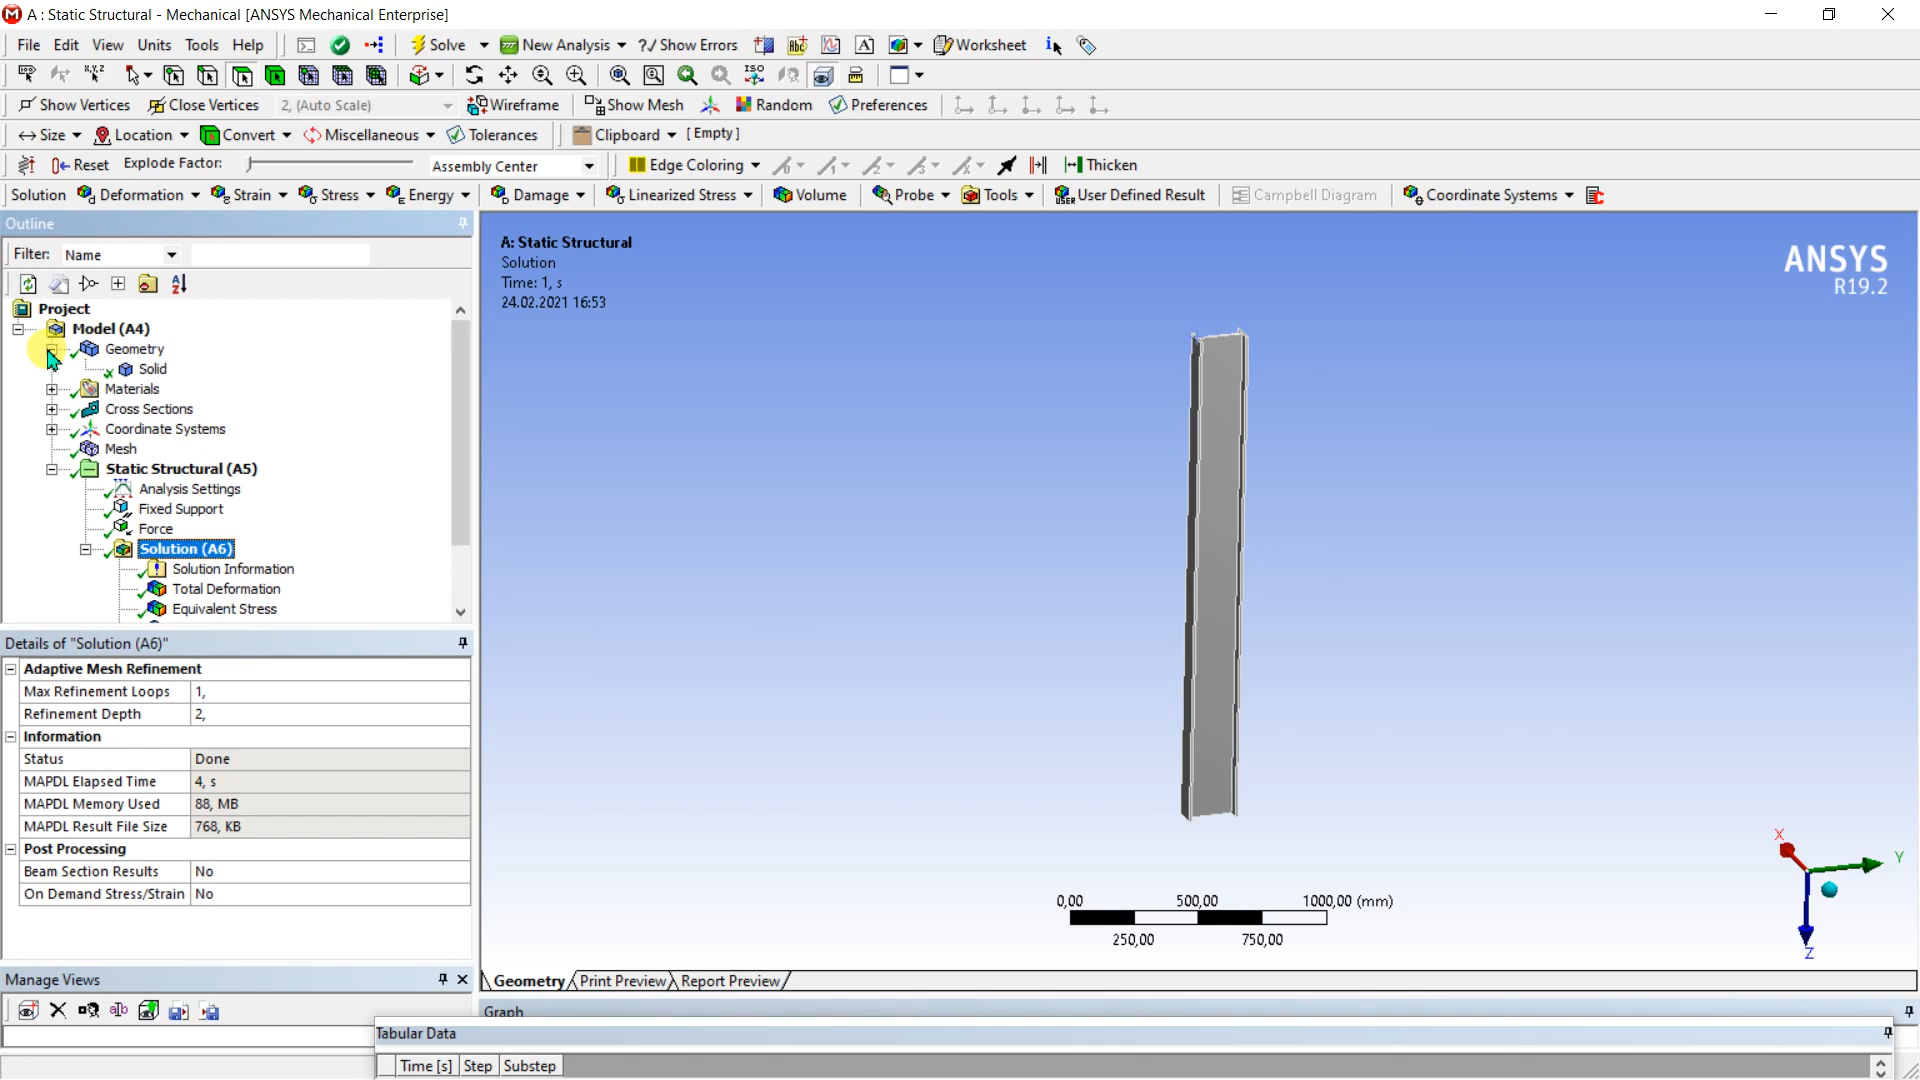 A : Static Structural - Mechanical [ANSYS Mechanical Enterprise]
File Edit View Units Tools Help Solve New Analysis ?✓ Show Errors Worksheet
ISO
Show Vertices Close Vertices 2, (Auto Scale) Wireframe Show Mesh Random Preferences
Size Location Convert Miscellaneous Tolerances Clipboard [ Empty ]
Reset Explode Factor: Assembly Center Edge Coloring Thicken
Solution Deformation Strain Stress Energy Damage Linearized Stress Volume Probe Tools User Defined Result Campbell Diagram Coordinate Systems
Outline
Filter: Name
Project
Model (A4)
Geometry
Solid
Materials
Cross Sections
Coordinate Systems
Mesh
Static Structural (A5)
Analysis Settings
Fixed Support
Force
Solution (A6)
Solution Information
Total Deformation
Equivalent Stress
Details of "Solution (A6)"
Adaptive Mesh Refinement
Max Refinement Loops 1,
Refinement Depth 2,
Information
Status Done
MAPDL Elapsed Time 4, s
MAPDL Memory Used 88, MB
MAPDL Result File Size 768, KB
Post Processing
Beam Section Results No
On Demand Stress/Strain No
Manage Views
A: Static Structural
Solution
Time: 1, s
24.02.2021 16:53
ANSYS
R19.2
X
Y
Z
0,00 500,00 1000,00 (mm)
250,00 750,00
Geometry Print Preview Report Preview
Graph
Tabular Data
Time [s] Step Substep